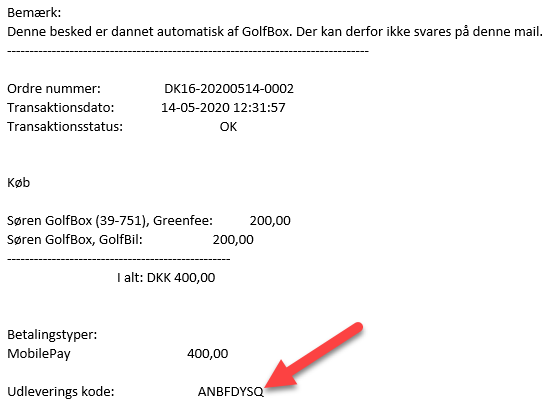 Bemærk:
Denne besked er dannet automatisk af GolfBox. Der kan derfor ikke svares på denne mail.
--------------------------------------------------------------------------------
Ordre nummer: DK16-20200514-0002
Transaktionsdato: 14-05-2020 12:31:57
Transaktionsstatus: OK
Køb
Søren GolfBox (39-751), Greenfee: 200,00
Søren GolfBox, GolfBil: 200,00
--------------------------------------------------
I alt: DKK 400,00
Betalingstyper:
MobilePay 400,00
Udleverings kode: ANBFDYSQ